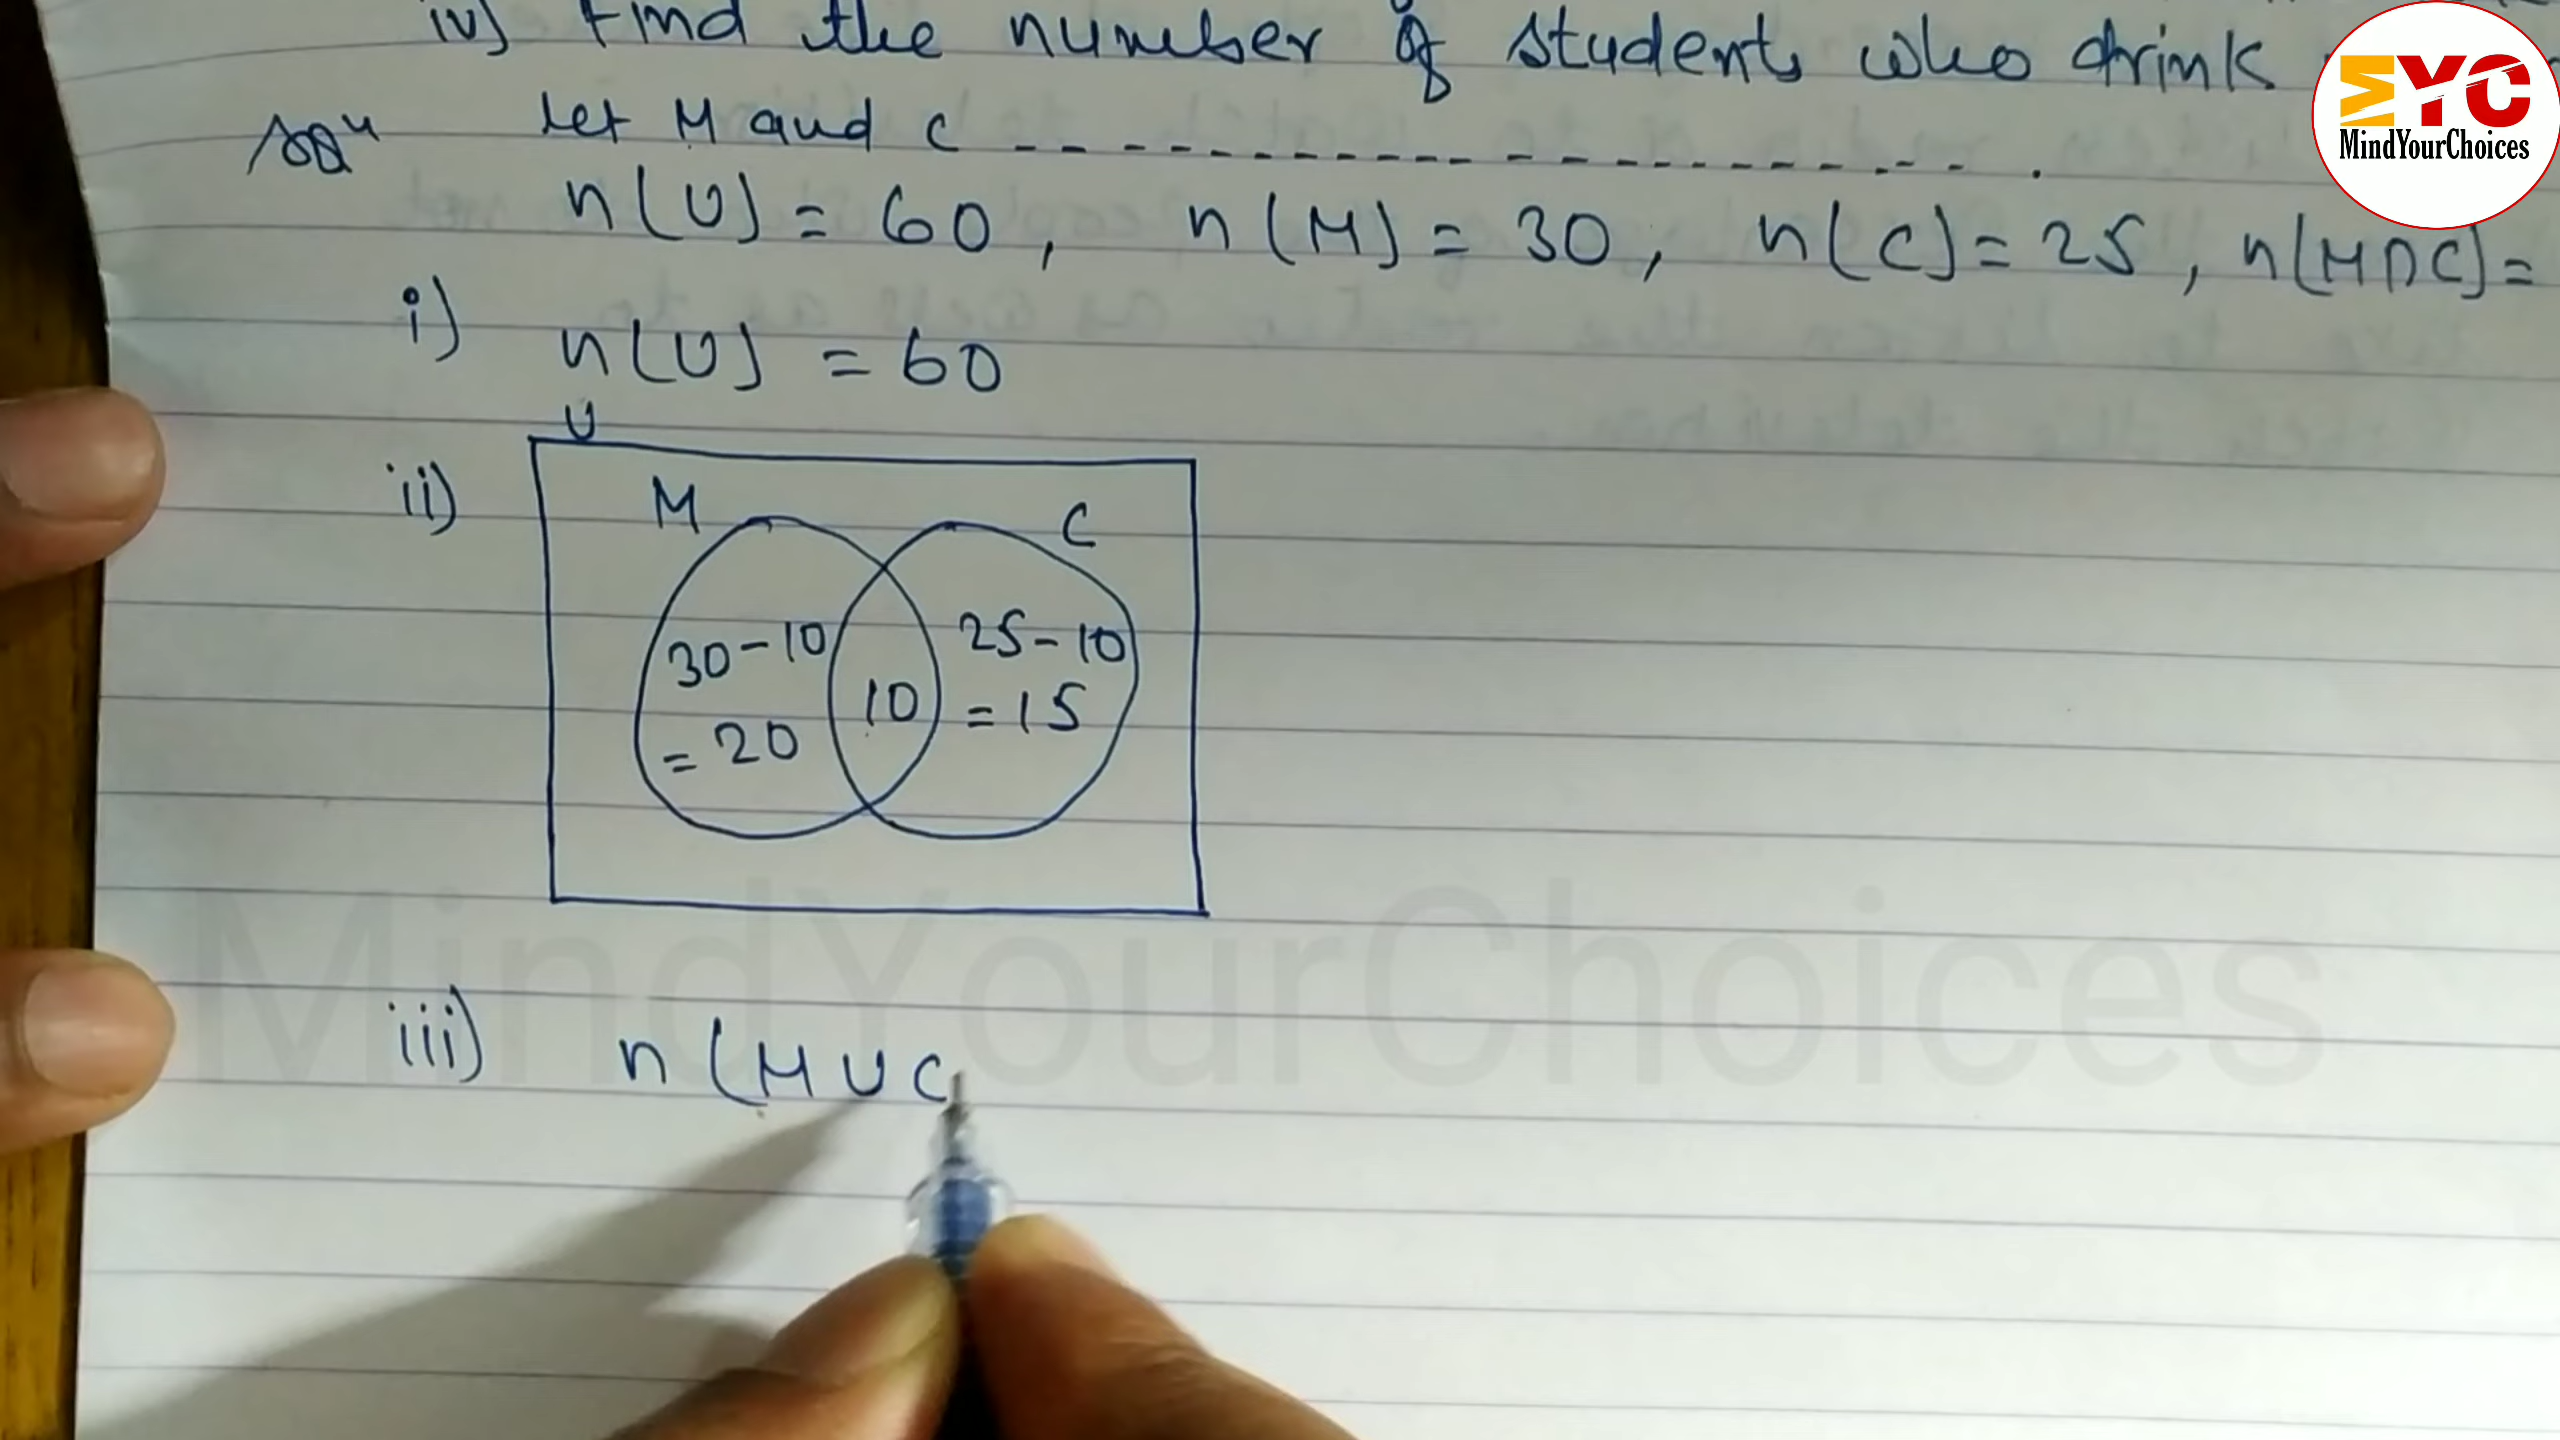 iv) Find the number of students who drink
MYC
MindYourChoices
Solⁿ Let M and C - - - - - - - - - - - - - - - - - - - .
n(U) = 60, n(M) = 30, n(C) = 25, n(M∩C) =
i) n(U) = 60
U
ii)
M C
30-10 25-10
= 20 10 = 15
MindYourChoices
iii) n(M∪C